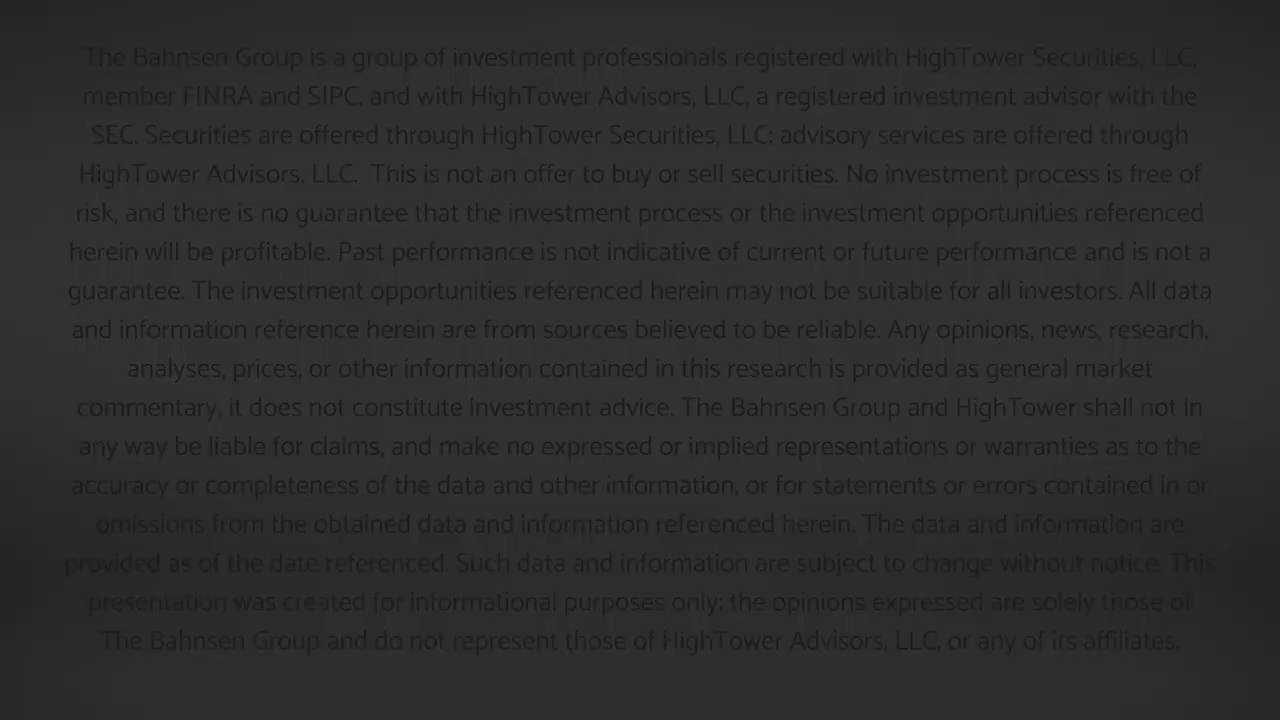 The Bahnsen Group is a group of investment professionals registered with HighTower Securities, LLC,
member FINRA and SIPC, and with HighTower Advisors, LLC, a registered investment advisor with the
SEC. Securities are offered through HighTower Securities, LLC; advisory services are offered through
HighTower Advisors, LLC. This is not an offer to buy or sell securities. No investment process is free of
risk, and there is no guarantee that the investment process or the investment opportunities referenced
herein will be profitable. Past performance is not indicative of current or future performance and is not a
guarantee. The investment opportunities referenced herein may not be suitable for all investors. All data
and information reference herein are from sources believed to be reliable. Any opinions, news, research,
analyses, prices, or other information contained in this research is provided as general market
commentary, it does not constitute investment advice. The Bahnsen Group and HighTower shall not in
any way be liable for claims, and make no expressed or implied representations or warranties as to the
accuracy or completeness of the data and other information, or for statements or errors contained in or
omissions from the obtained data and information referenced herein. The data and information are
provided as of the date referenced. Such data and information are subject to change without notice. This
presentation was created for informational purposes only; the opinions expressed are solely those of
The Bahnsen Group and do not represent those of HighTower Advisors, LLC, or any of its affiliates.